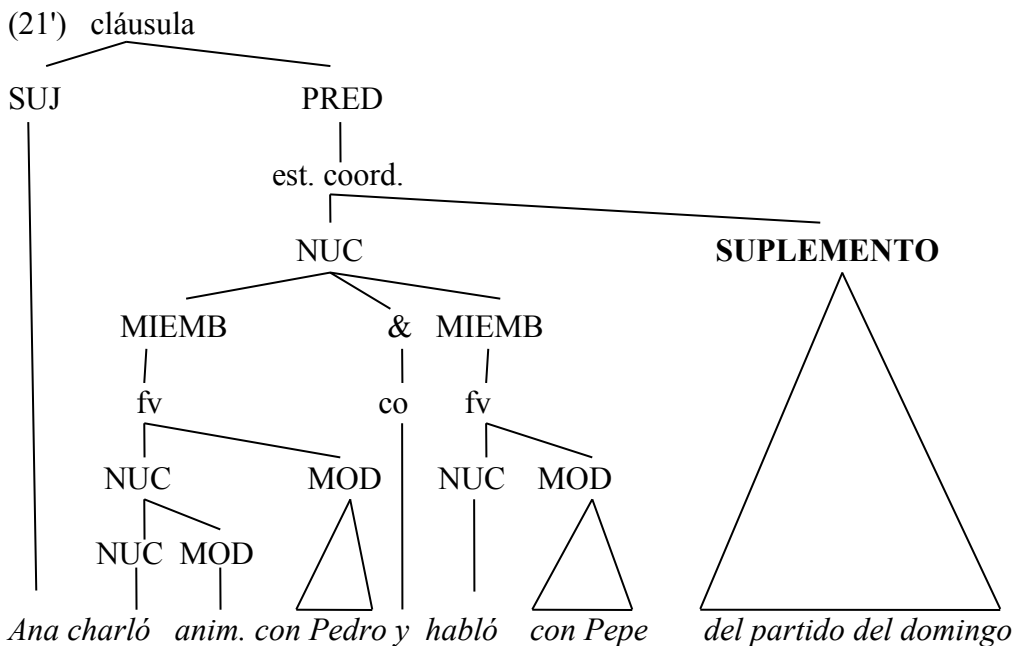 (21') cláusula
SUJ PRED
est. coord.
NUC SUPLEMENTO
MIEMB & MIEMB
fv co fv
NUC MOD NUC MOD
NUC MOD
Ana charló anim. con Pedro y habló con Pepe del partido del domingo